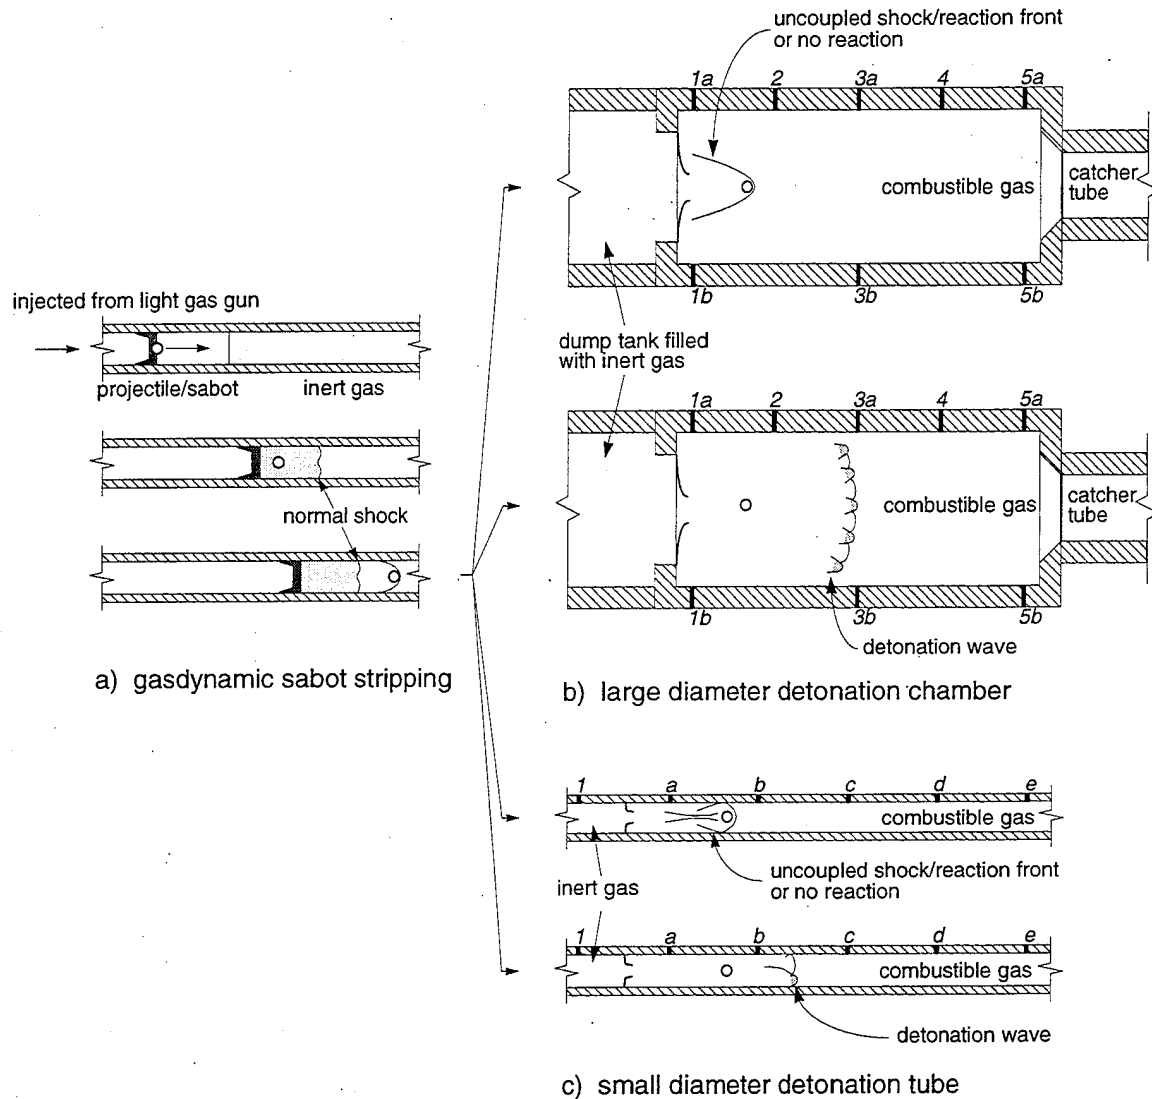 injected from light gas gun
projectile/sabot
inert gas
normal shock
a) gasdynamic sabot stripping
uncoupled shock/reaction front
or no reaction
1a
2
3a
4
5a
combustible gas
catcher
tube
1b
3b
5b
dump tank filled
with inert gas
1a
2
3a
4
5a
combustible gas
catcher
tube
1b
3b
5b
detonation wave
b) large diameter detonation chamber
1
a
b
c
d
e
combustible gas
uncoupled shock/reaction front
or no reaction
inert gas
1
a
b
c
d
e
combustible gas
detonation wave
c) small diameter detonation tube